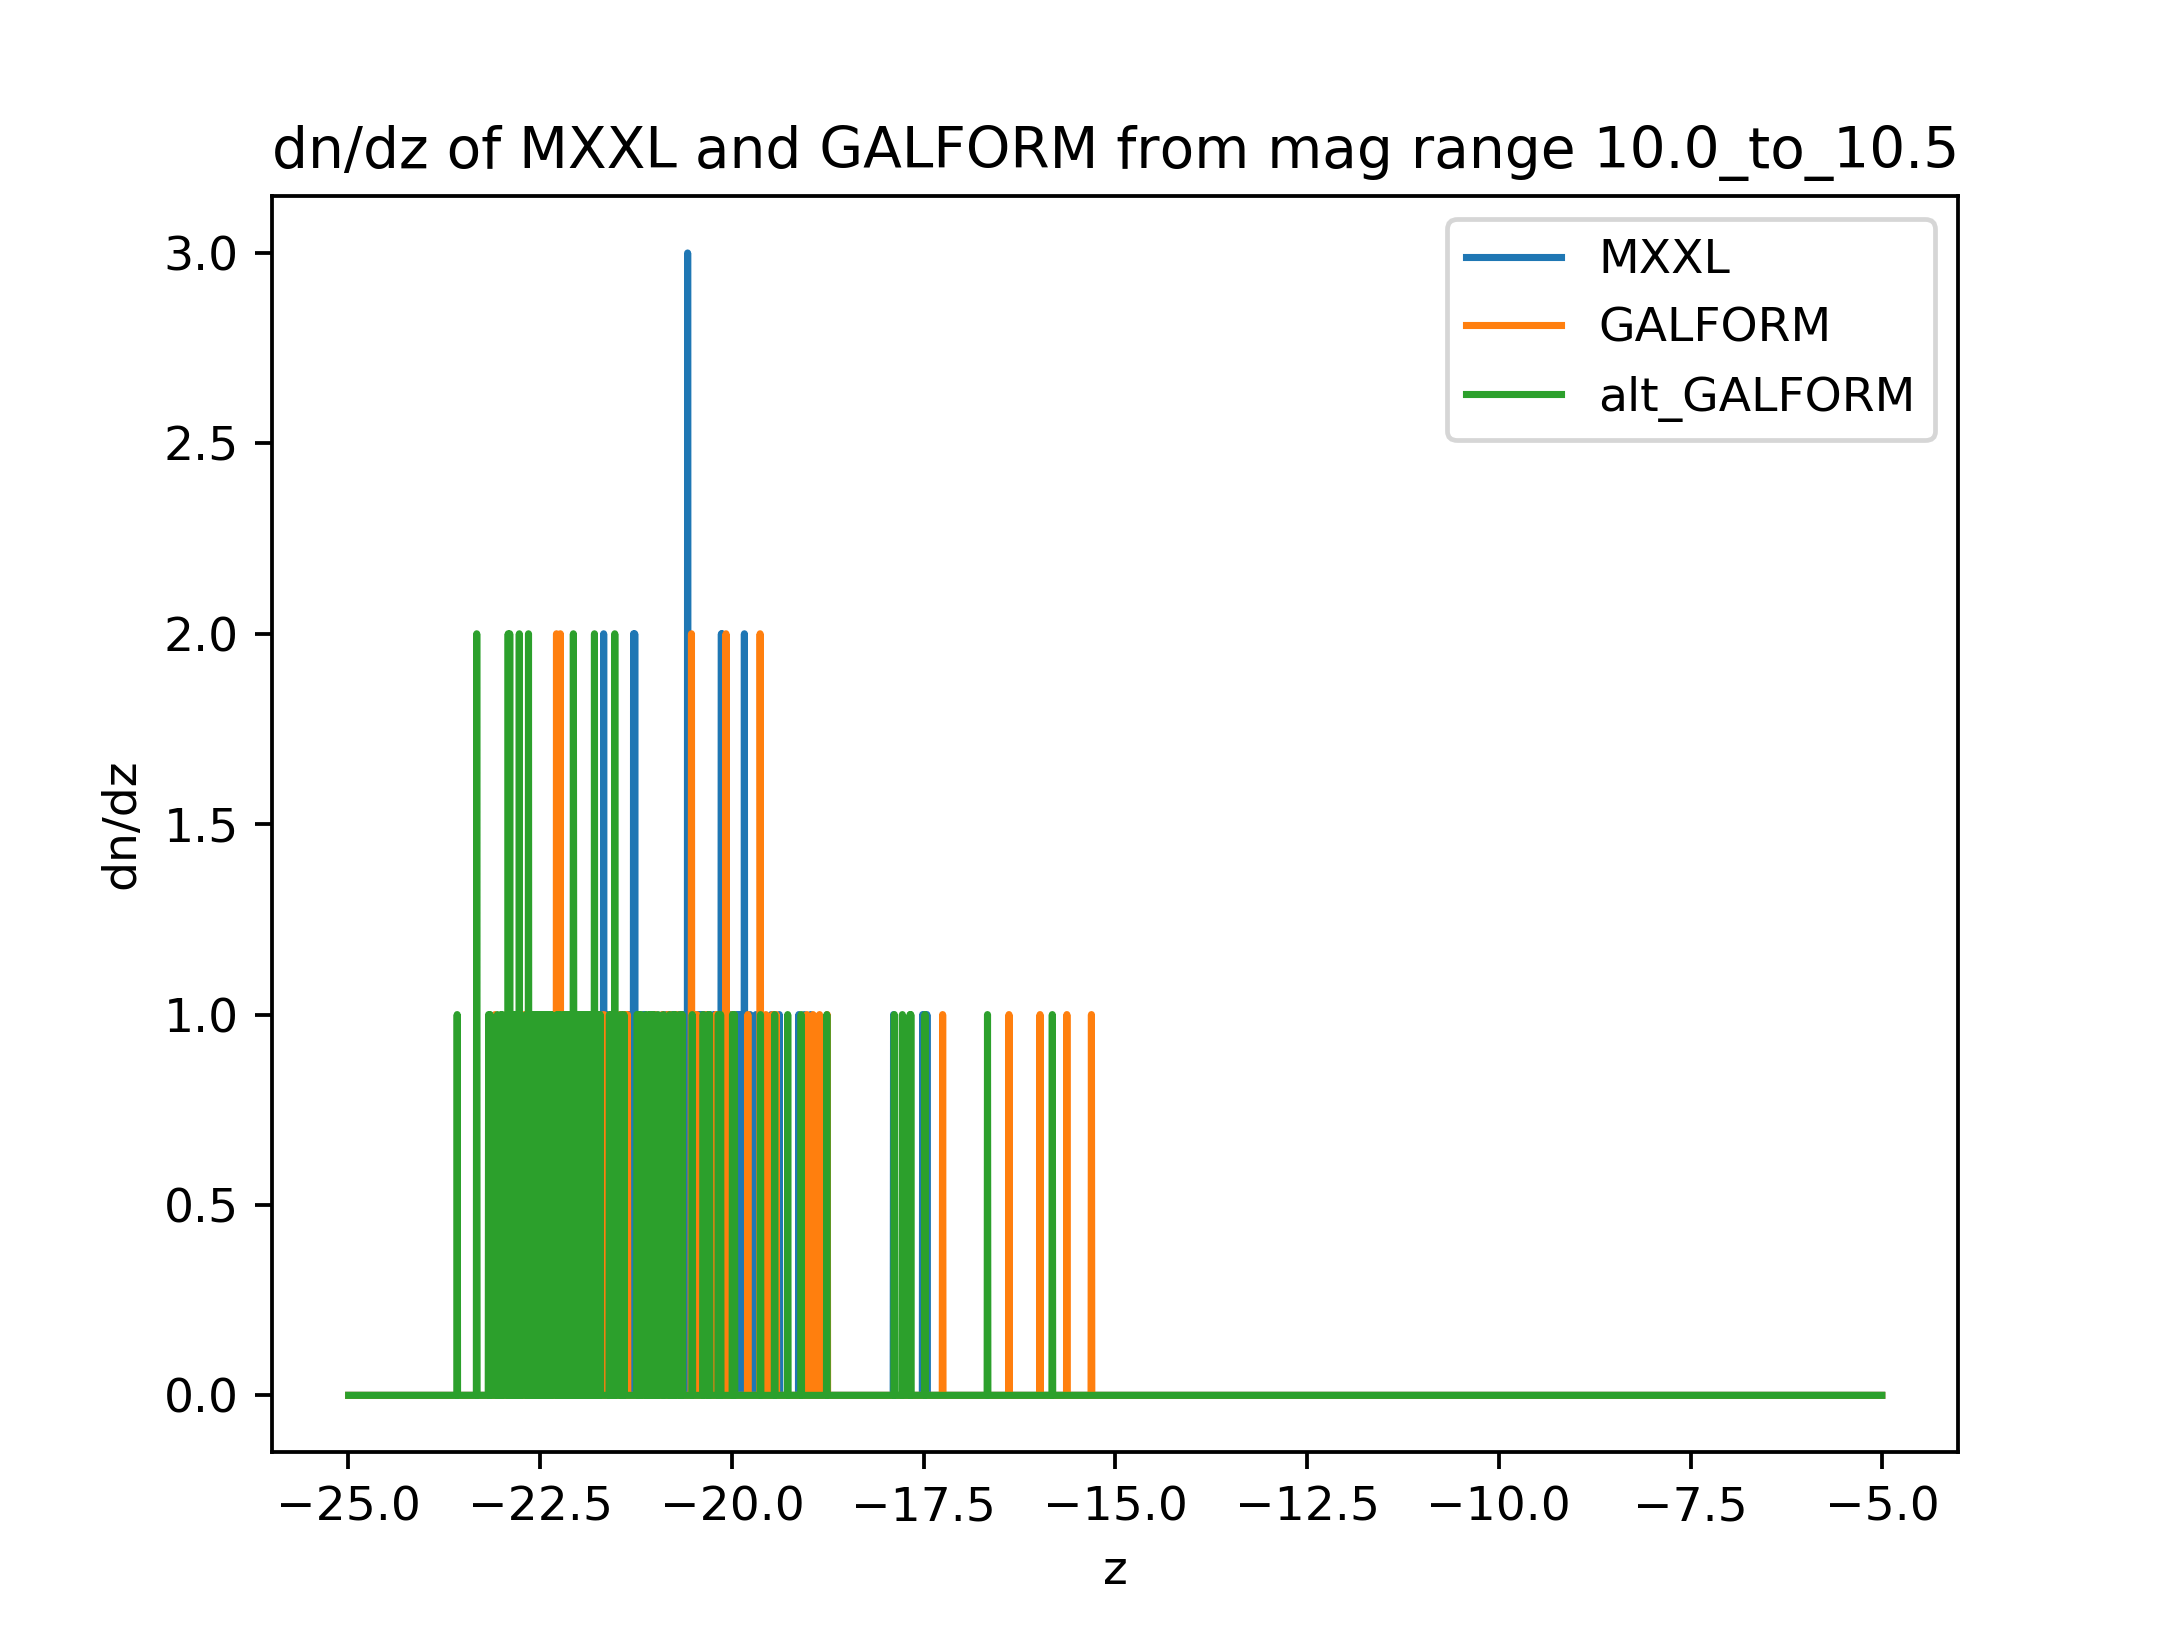 dn/dz of MXXL and GALFORM from mag range 10.0_to_10.5
MXXL
GALFORM
alt_GALFORM
3.0
2.5
2.0
1.5
1.0
0.5
0.0
dn/dz
−25.0 −22.5 −20.0 −17.5 −15.0 −12.5 −10.0 −7.5 −5.0
z